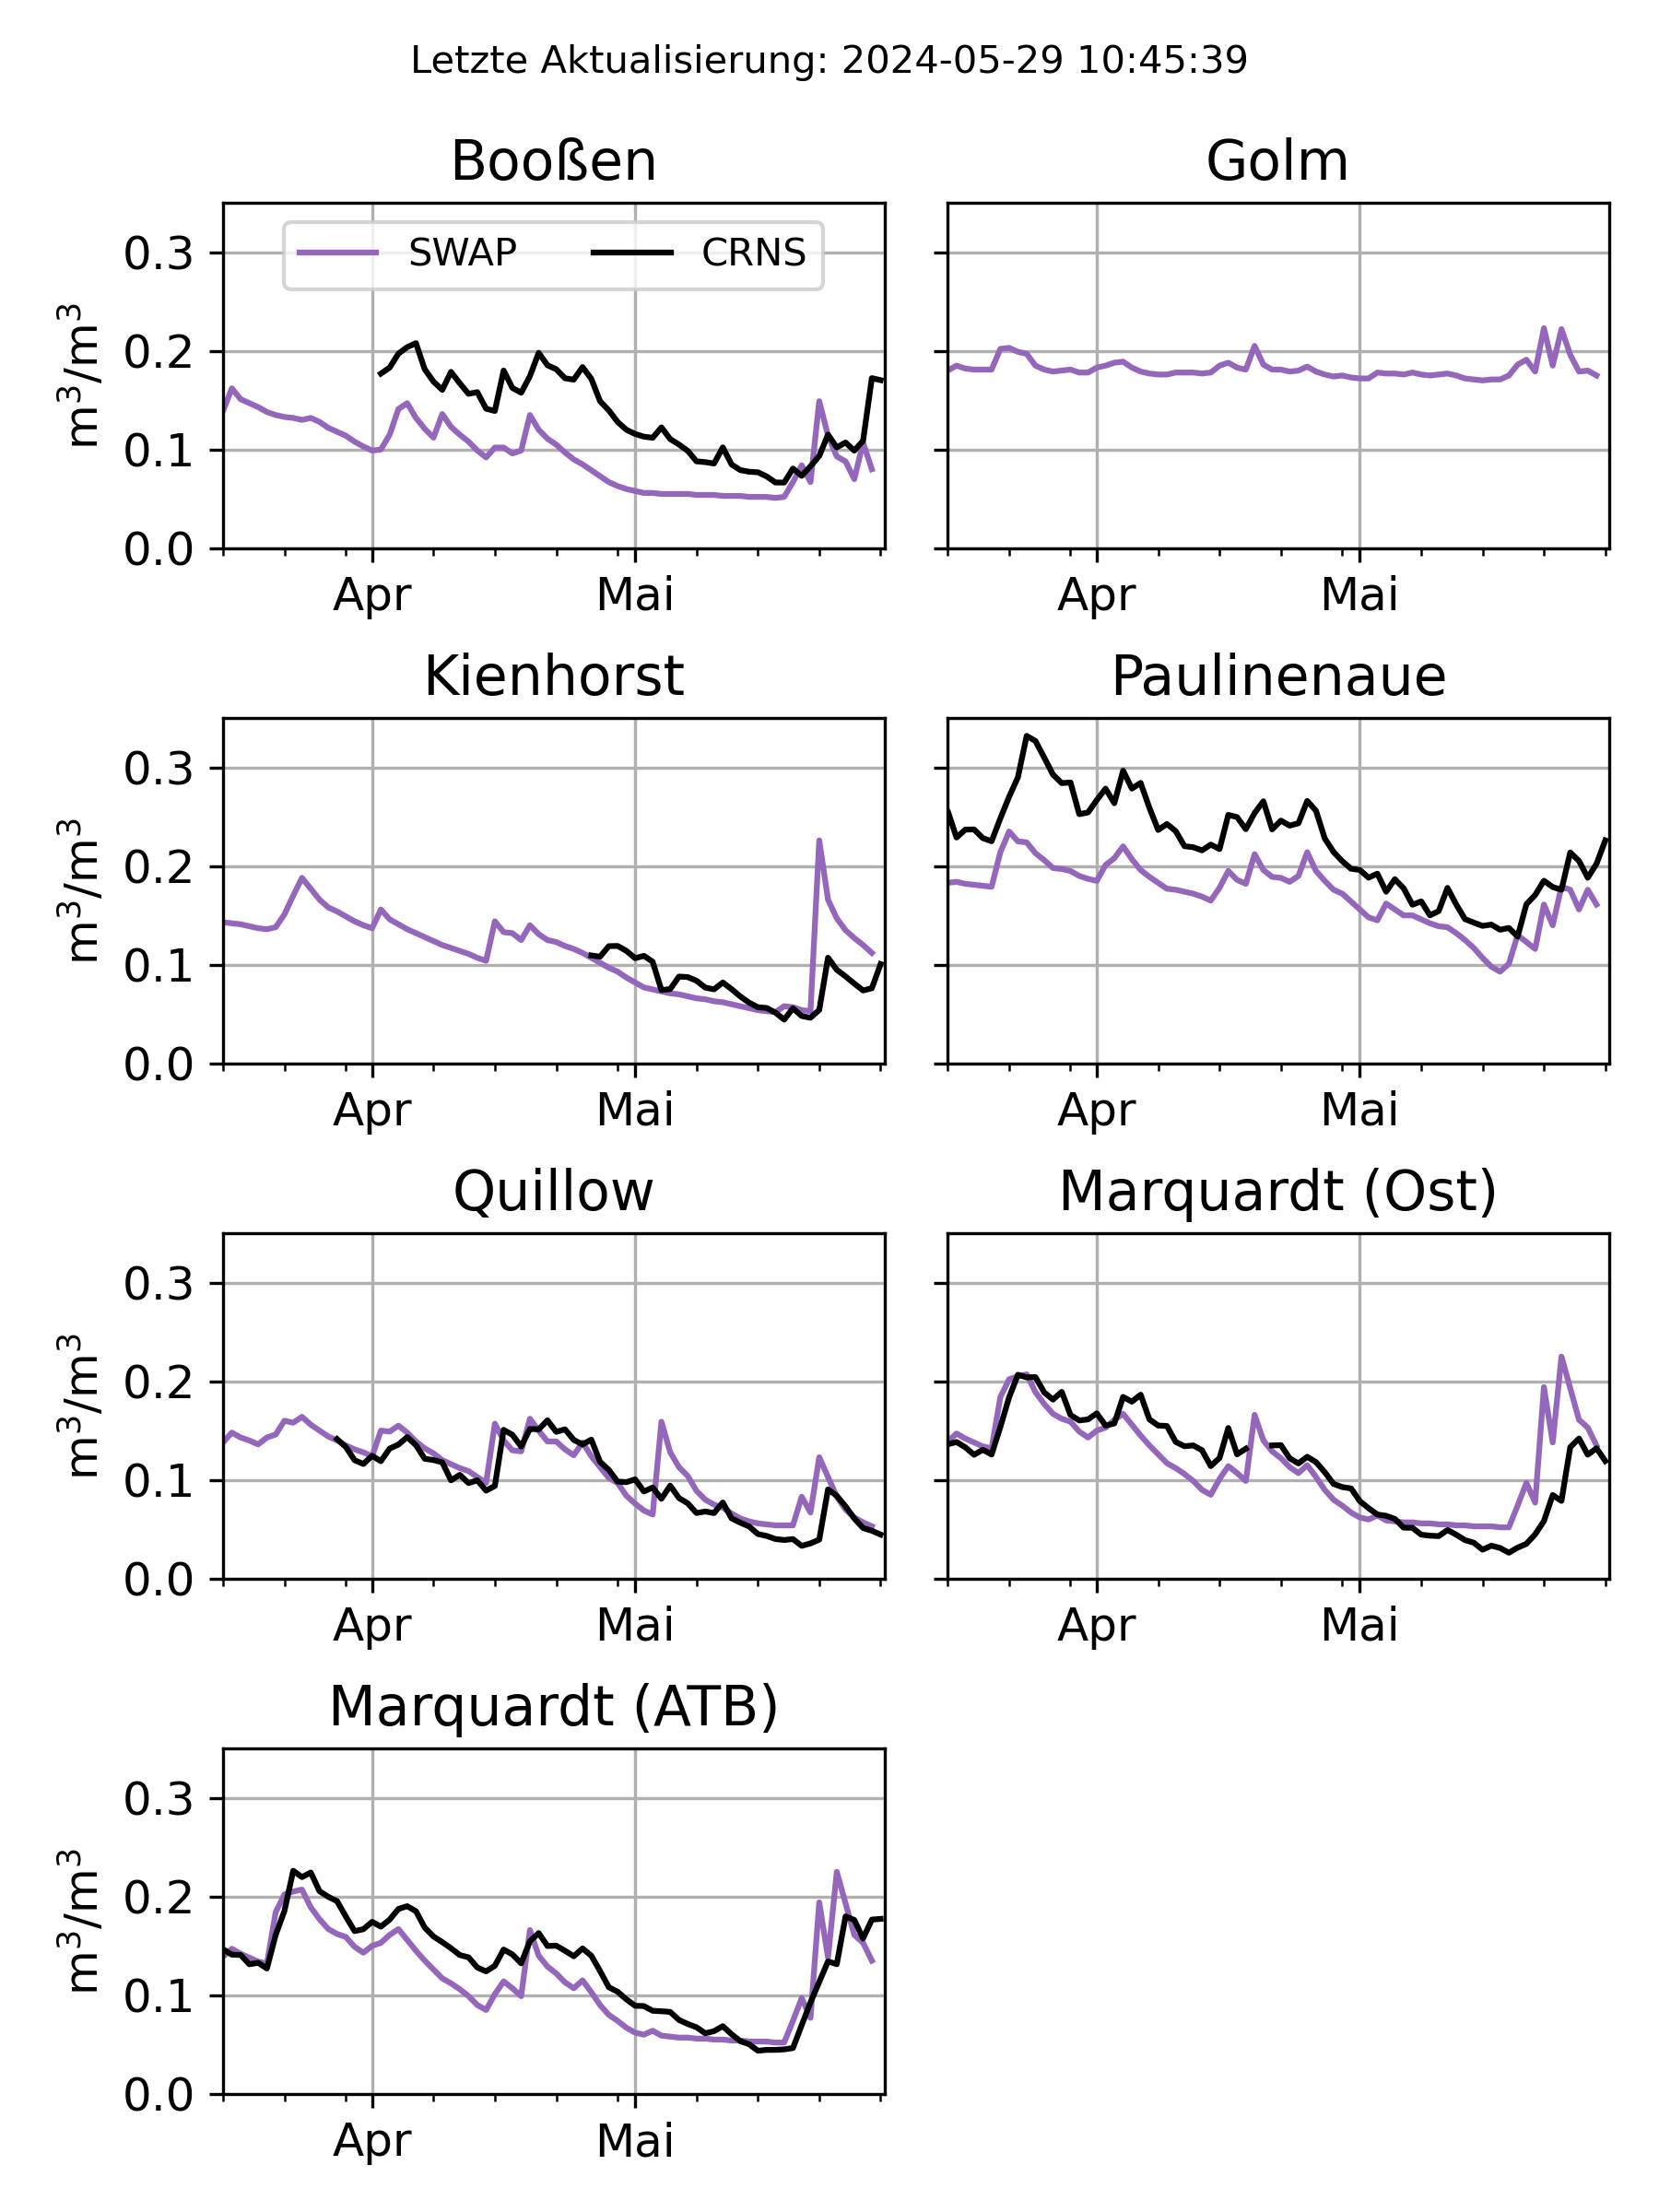 Letzte Aktualisierung: 2024-05-29 10:45:39
Booßen
Golm
SWAP CRNS
m³/m³
0.3
0.2
0.1
0.0
Apr Mai
Apr Mai
Kienhorst
Paulinenaue
m³/m³
0.3
0.2
0.1
0.0
Apr Mai
Apr Mai
Quillow
Marquardt (Ost)
m³/m³
0.3
0.2
0.1
0.0
Apr Mai
Apr Mai
Marquardt (ATB)
m³/m³
0.3
0.2
0.1
0.0
Apr Mai